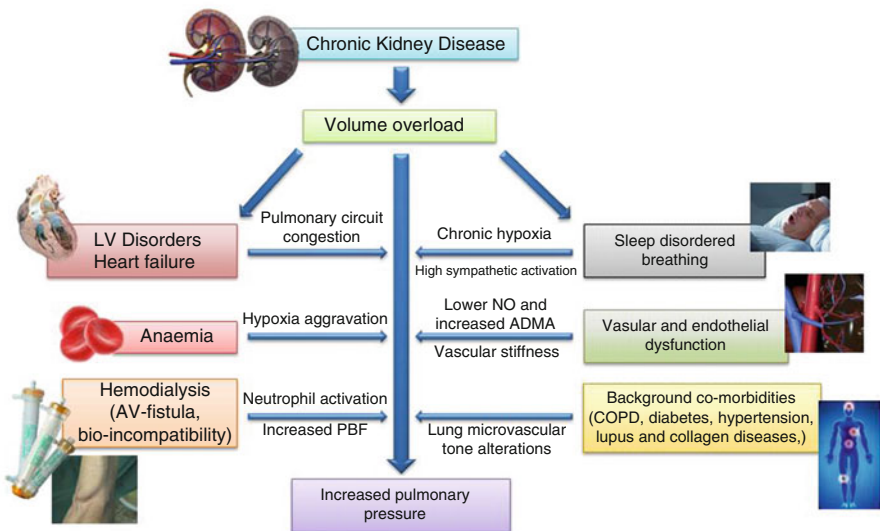 Chronic Kidney Disease
Volume overload
LV Disorders
Heart failure
Pulmonary circuit
congestion
Chronic hypoxia
High sympathetic activation
Sleep disordered
breathing
Anaemia
Hypoxia aggravation
Lower NO and
increased ADMA
Vascular stiffness
Vasular and endothelial
dysfunction
Hemodialysis
(AV-fistula,
bio-incompatibility)
Neutrophil activation
Increased PBF
Lung microvascular
tone alterations
Background co-morbidities
(COPD, diabetes, hypertension,
lupus and collagen diseases,)
Increased pulmonary
pressure